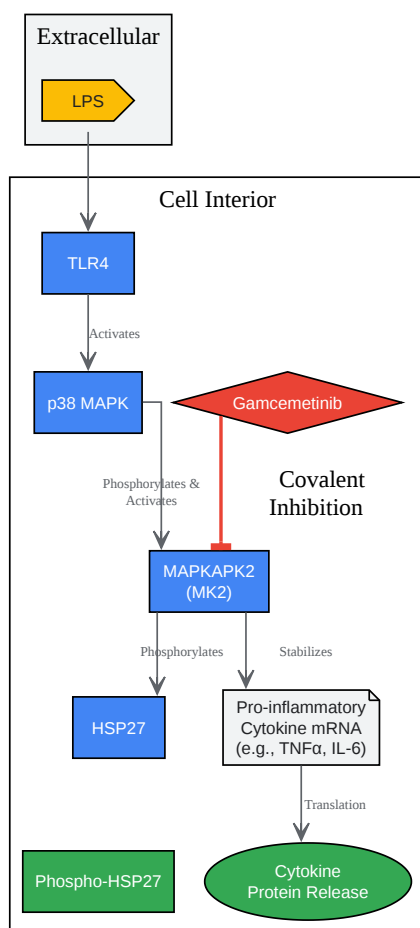 Extracellular
LPS
Cell Interior
TLR4
Activates
p38 MAPK
Gamcemetinib
Phosphorylates &
Activates
Covalent
Inhibition
MAPKAPK2
(MK2)
Phosphorylates
Stabilizes
HSP27
Pro-inflammatory
Cytokine mRNA
(e.g., TNFα, IL-6)
Translation
Phospho-HSP27
Cytokine
Protein Release